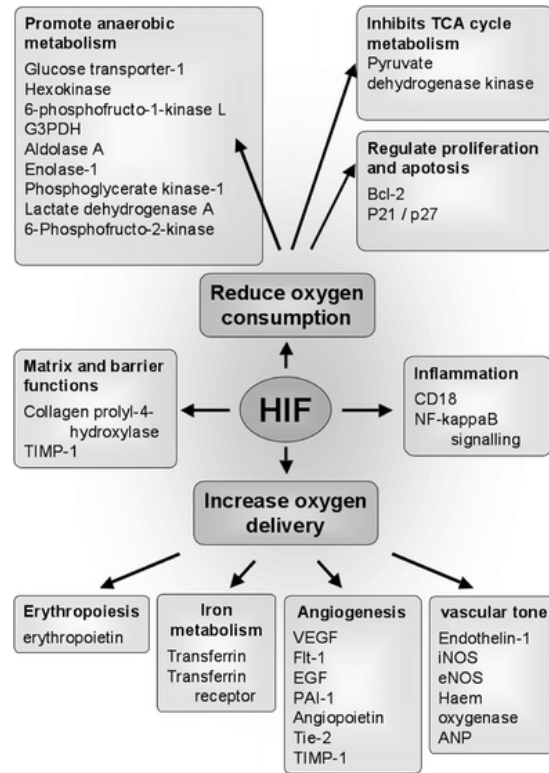 Promote anaerobic
metabolism
Glucose transporter-1
Hexokinase
6-phosphofructo-1-kinase L
G3PDH
Aldolase A
Enolase-1
Phosphoglycerate kinase-1
Lactate dehydrogenase A
6-Phosphofructo-2-kinase
Inhibits TCA cycle
metabolism
Pyruvate
dehydrogenase kinase
Regulate proliferation
and apotosis
Bcl-2
P21 / p27
Reduce oxygen
consumption
Matrix and barrier
functions
Collagen prolyl-4-
hydroxylase
TIMP-1
HIF
Inflammation
CD18
NF-kappaB
signalling
Increase oxygen
delivery
Erythropoiesis
erythropoietin
Iron
metabolism
Transferrin
Transferrin
receptor
Angiogenesis
VEGF
Flt-1
EGF
PAI-1
Angiopoietin
Tie-2
TIMP-1
vascular tone
Endothelin-1
iNOS
eNOS
Haem
oxygenase
ANP